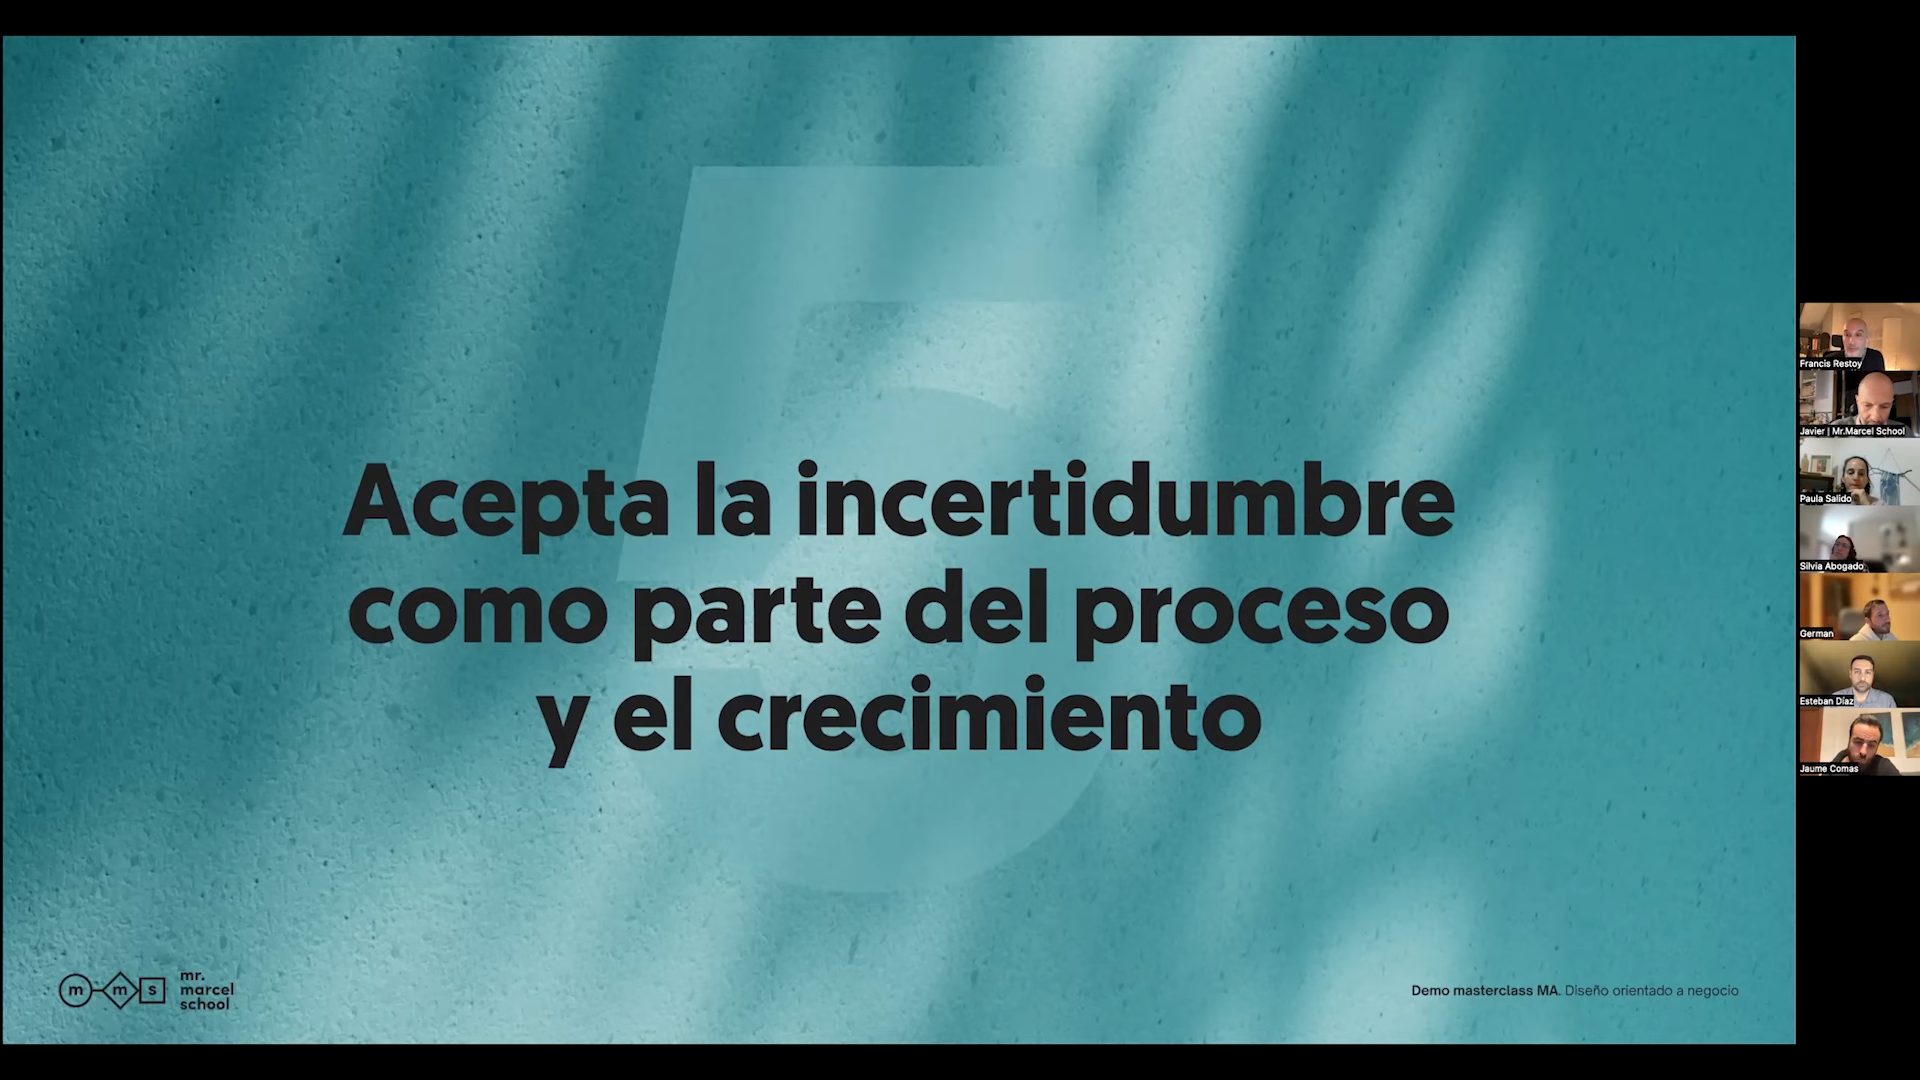 5
Acepta la incertidumbre
como parte del proceso
y el crecimiento
m m s
mr.
marcel
school
Demo masterclass MA. Diseño orientado a negocio
Francis Restoy
Javier | Mr.Marcel School
Paula Salido
Silvia Abogado
German
Esteban Díaz
Jaume Comas